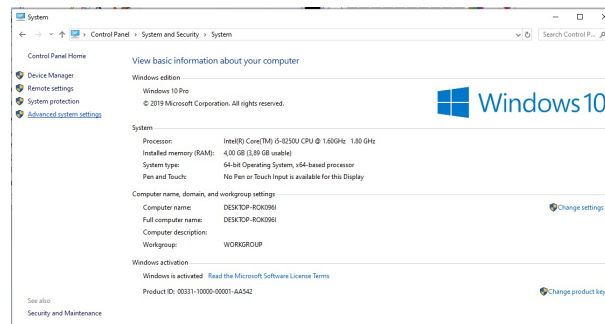 System
Control Panel > System and Security > System
Search Control P...
Control Panel Home
Device Manager
Remote settings
System protection
Advanced system settings
View basic information about your computer
Windows edition
Windows 10 Pro
© 2019 Microsoft Corporation. All rights reserved.
Windows 10
System
Processor: Intel(R) Core(TM) i5-8250U CPU @ 1.60GHz 1.80 GHz
Installed memory (RAM): 4,00 GB (3,89 GB usable)
System type: 64-bit Operating System, x64-based processor
Pen and Touch: No Pen or Touch Input is available for this Display
Computer name, domain, and workgroup settings
Computer name: DESKTOP-ROK096I
Change settings
Full computer name: DESKTOP-ROK096I
Computer description:
Workgroup: WORKGROUP
Windows activation
Windows is activated Read the Microsoft Software License Terms
Product ID: 00331-10000-00001-AA542
Change product key
See also
Security and Maintenance